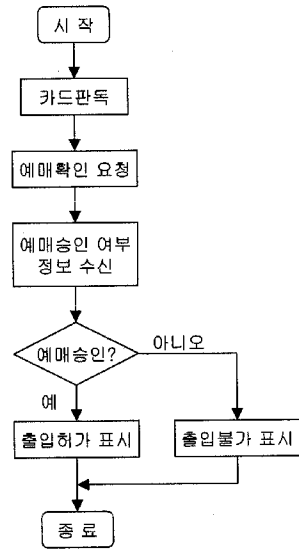 시 작
카드판독
예매확인 요청
예매승인 여부
정보 수신
예매승인?
아니오
예
출입허가 표시
출입불가 표시
종 료